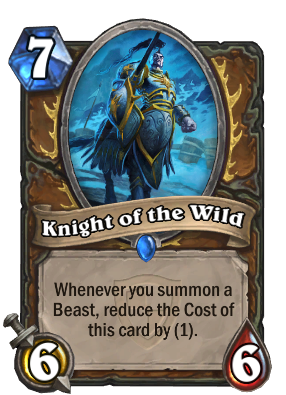 7
Knight of the Wild
Whenever you summon a
Beast, reduce the Cost of
this card by (1).
6
6